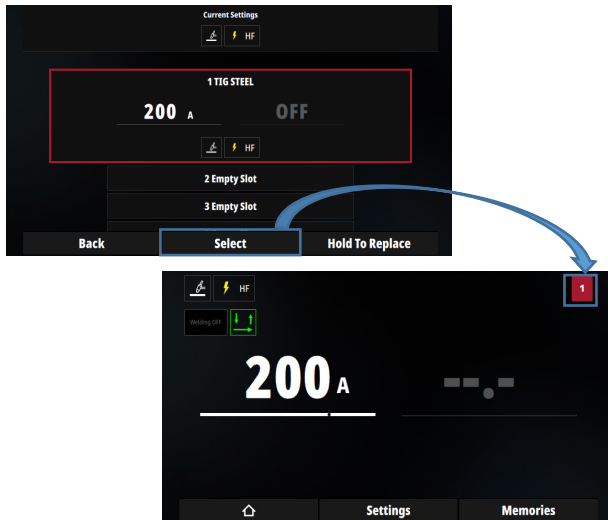 Current Settings
HF
1 TIG STEEL
200 A OFF
HF
2 Empty Slot
3 Empty Slot
Back Select Hold To Replace
HF 1
Welding OFF
200 A --.-
Settings Memories